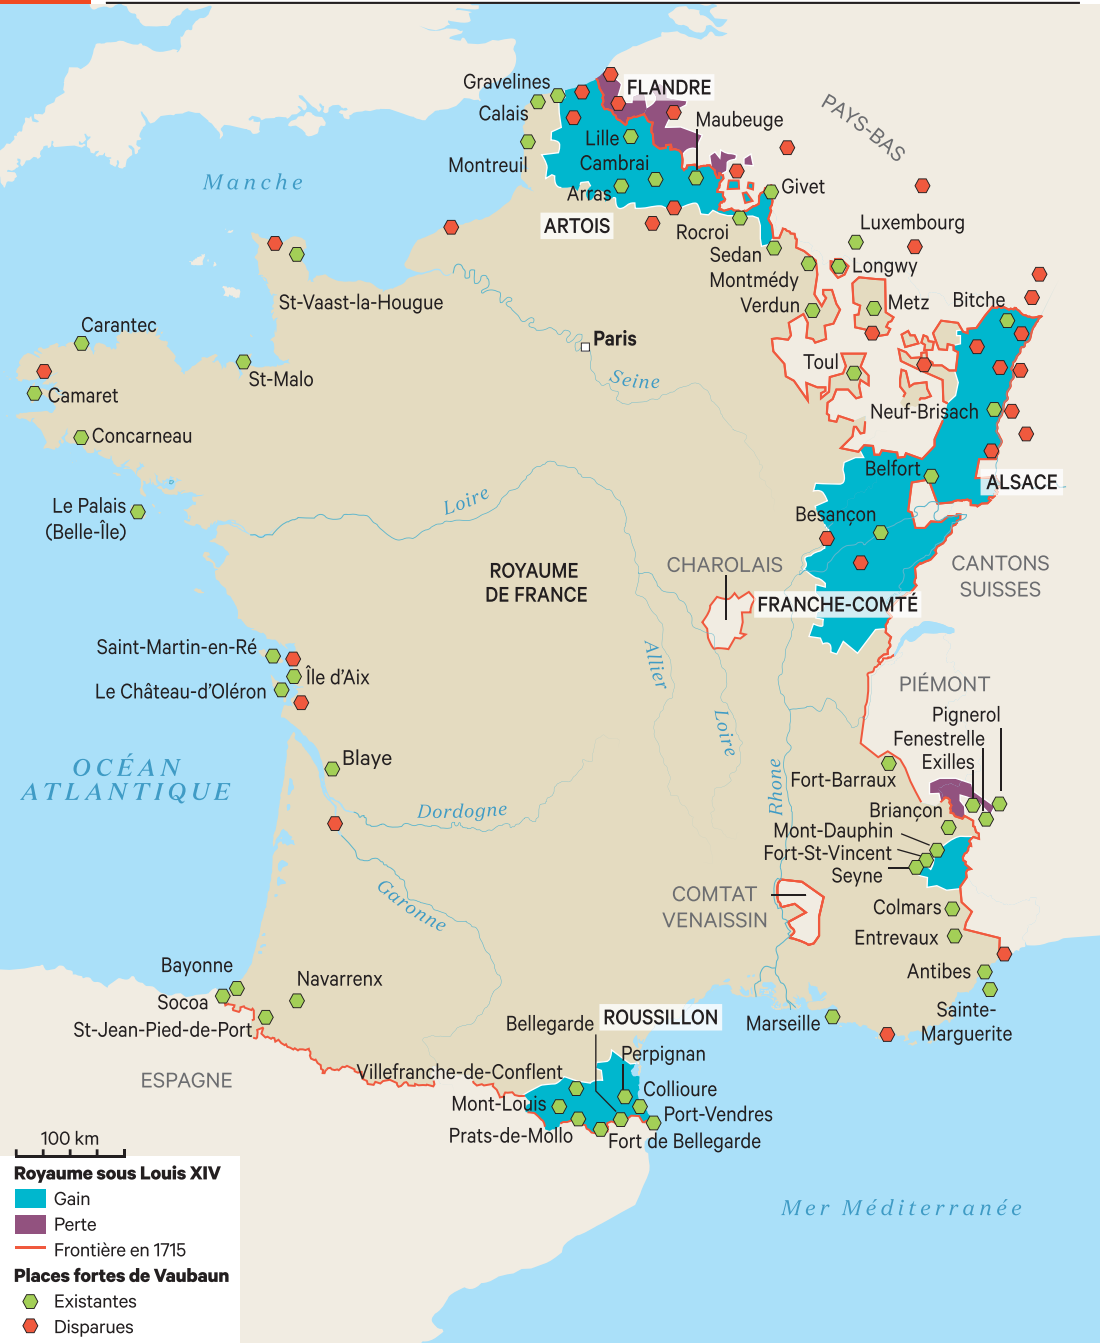 Gravelines
FLANDRE
Calais
Maubeuge
PAYS-BAS
Lille
Montreuil
Cambrai
Manche
Arras
Givet
ARTOIS
Rocroi
Luxembourg
Sedan
Longwy
Montmédy
St-Vaast-la-Hougue
Verdun
Metz
Bitche
Carantec
Paris
Toul
St-Malo
Seine
Camaret
Neuf-Brisach
Concarneau
Belfort
ALSACE
Le Palais
(Belle-Île)
Loire
Besançon
CHAROLAIS
CANTONS
SUISSES
ROYAUME
DE FRANCE
FRANCHE-COMTÉ
Saint-Martin-en-Ré
Île d'Aix
Allier
Le Château-d'Oléron
PIÉMONT
Pignerol
Loire
Fenestrelle
Blaye
Exilles
OCÉAN
ATLANTIQUE
Rhone
Fort-Barraux
Dordogne
Briançon
Mont-Dauphin
Fort-St-Vincent
Seyne
Garonne
COMTAT
VENAISSIN
Colmars
Entrevaux
Bayonne
Navarrenx
Antibes
Socoa
Sainte-
Marguerite
St-Jean-Pied-de-Port
Bellegarde
ROUSSILLON
Marseille
Perpignan
ESPAGNE
Villefranche-de-Conflent
Collioure
Mont-Louis
Port-Vendres
Prats-de-Mollo
Fort de Bellegarde
100 km
Royaume sous Louis XIV
Gain
Perte
Frontière en 1715
Places fortes de Vaubaun
Existantes
Disparues
Mer Méditerranée